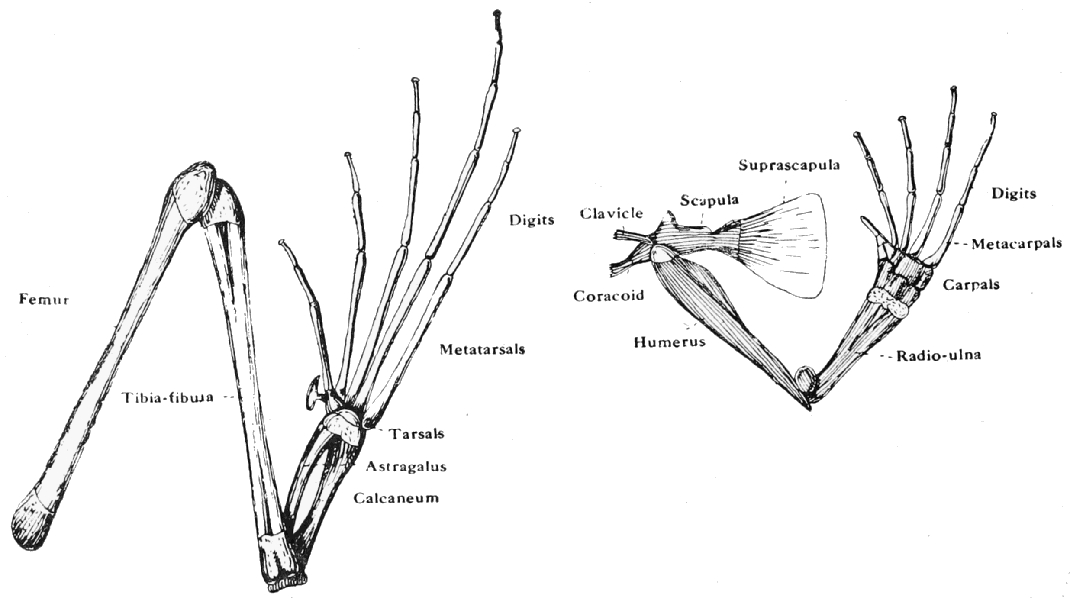 Femur
Tibia-fibula
Digits
Metatarsals
Tarsals
Astragalus
Calcaneum
Suprascapula
Scapula
Clavicle
Coracoid
Humerus
Digits
Metacarpals
Carpals
Radio-ulna